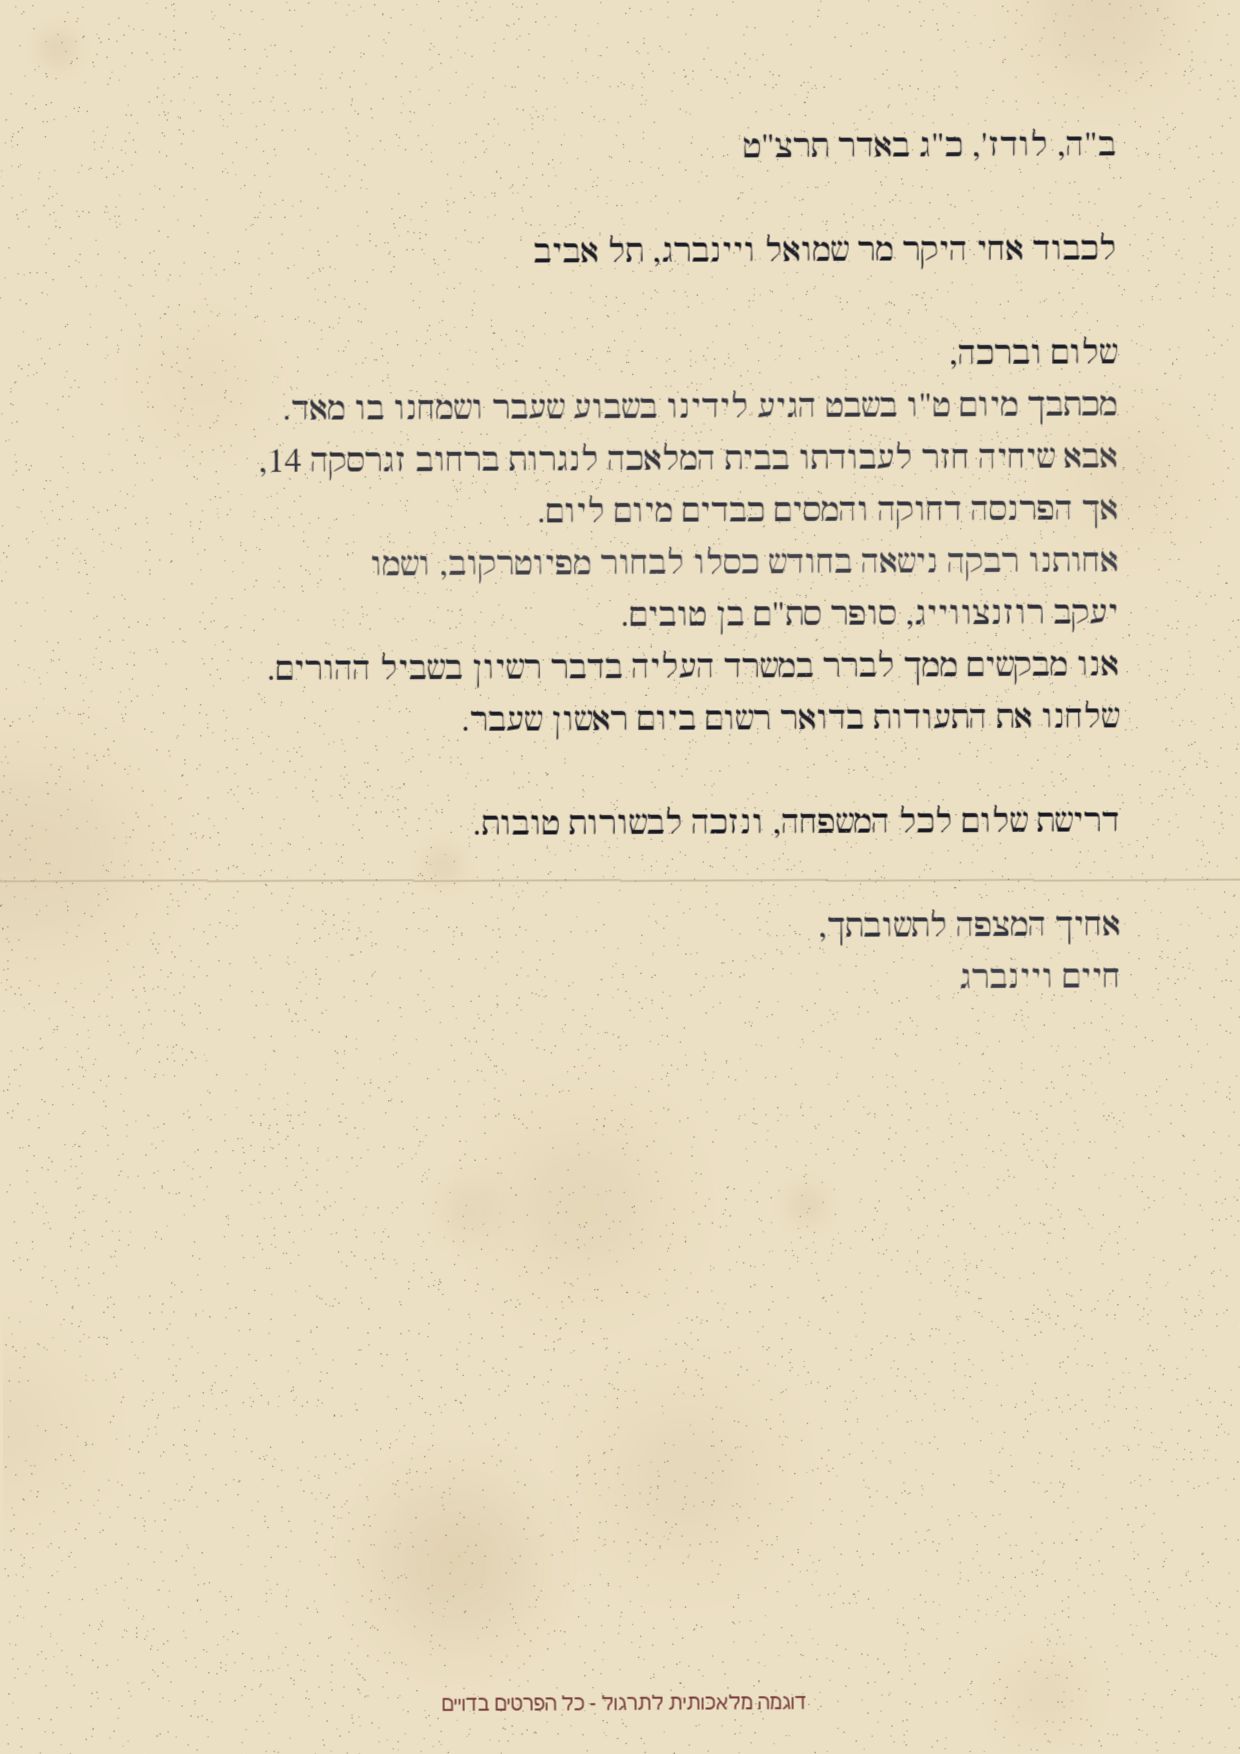 ב"ה, לודז', כ"ג באדר תרצ"ט
לכבוד אחי היקר מר שמואל ויינברג, תל אביב
שלום וברכה,
מכתבך מיום ט"ו בשבט הגיע לידינו בשבוע שעבר ושמחנו בו מאד.
אבא שיחיה חזר לעבודתו בבית המלאכה לנגרות ברחוב זגרסקה 14,
אך הפרנסה דחוקה והמסים כבדים מיום ליום.
אחותנו רבקה נישאה בחודש כסלו לבחור מפיוטרקוב, ושמו
יעקב רוזנצווייג, סופר סת"ם בן טובים.
אנו מבקשים ממך לברר במשרד העליה בדבר רשיון בשביל ההורים.
שלחנו את התעודות בדואר רשום ביום ראשון שעבר.
דרישת שלום לכל המשפחה, ונזכה לבשורות טובות.
אחיך המצפה לתשובתך,
חיים ויינברג
דוגמה מלאכותית לתרגול - כל הפרטים בדויים